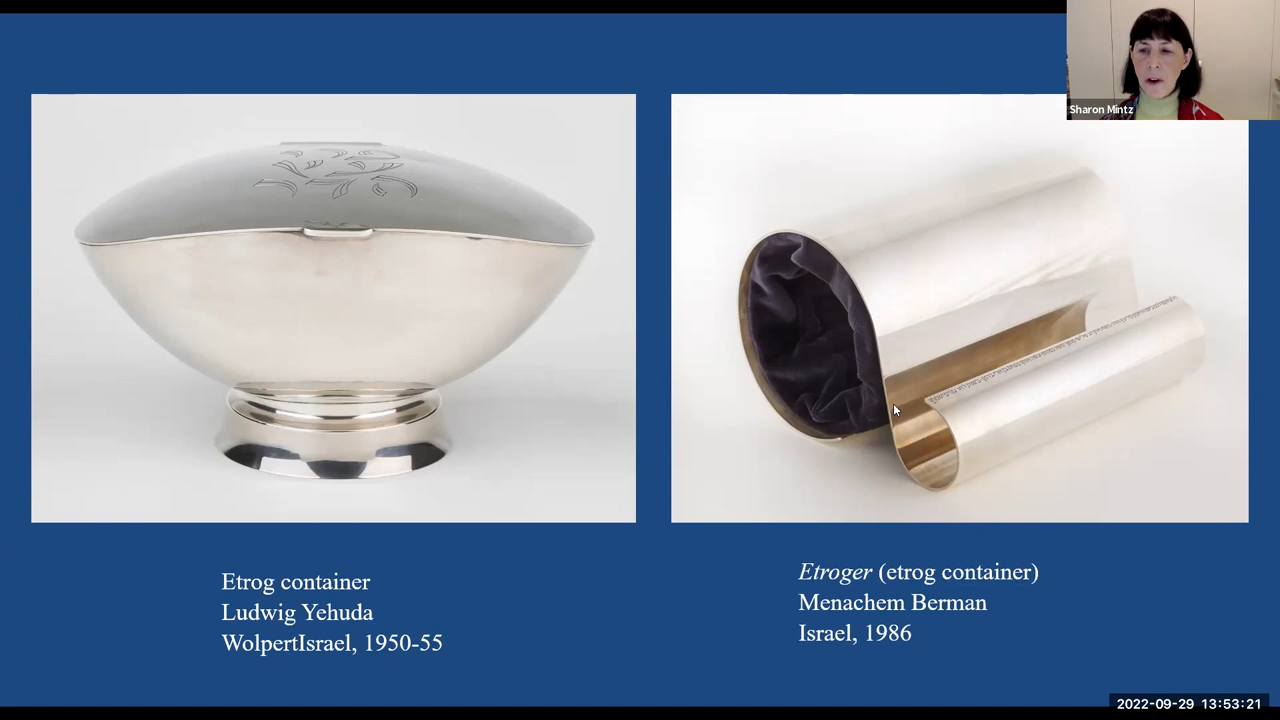 Sharon Mintz
Etrog container
Ludwig Yehuda
WolpertIsrael, 1950-55
Etroger (etrog container)
Menachem Berman
Israel, 1986
2022-09-29 13:53:21